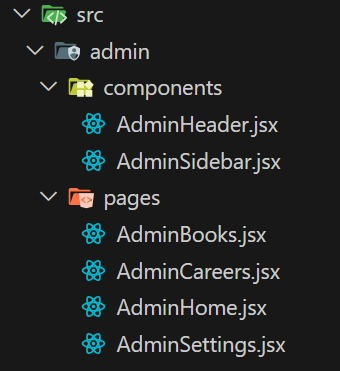 src
admin
components
AdminHeader.jsx
AdminSidebar.jsx
pages
AdminBooks.jsx
AdminCareers.jsx
AdminHome.jsx
AdminSettings.jsx